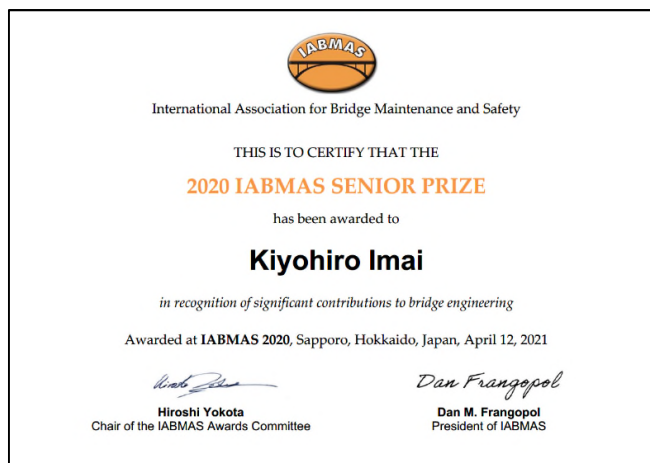 IABMAS
International Association for Bridge Maintenance and Safety
THIS IS TO CERTIFY THAT THE
2020 IABMAS SENIOR PRIZE
has been awarded to
Kiyohiro Imai
in recognition of significant contributions to bridge engineering
Awarded at IABMAS 2020, Sapporo, Hokkaido, Japan, April 12, 2021
Dan Frangopol
Hiroshi Yokota
Chair of the IABMAS Awards Committee
Dan M. Frangopol
President of IABMAS